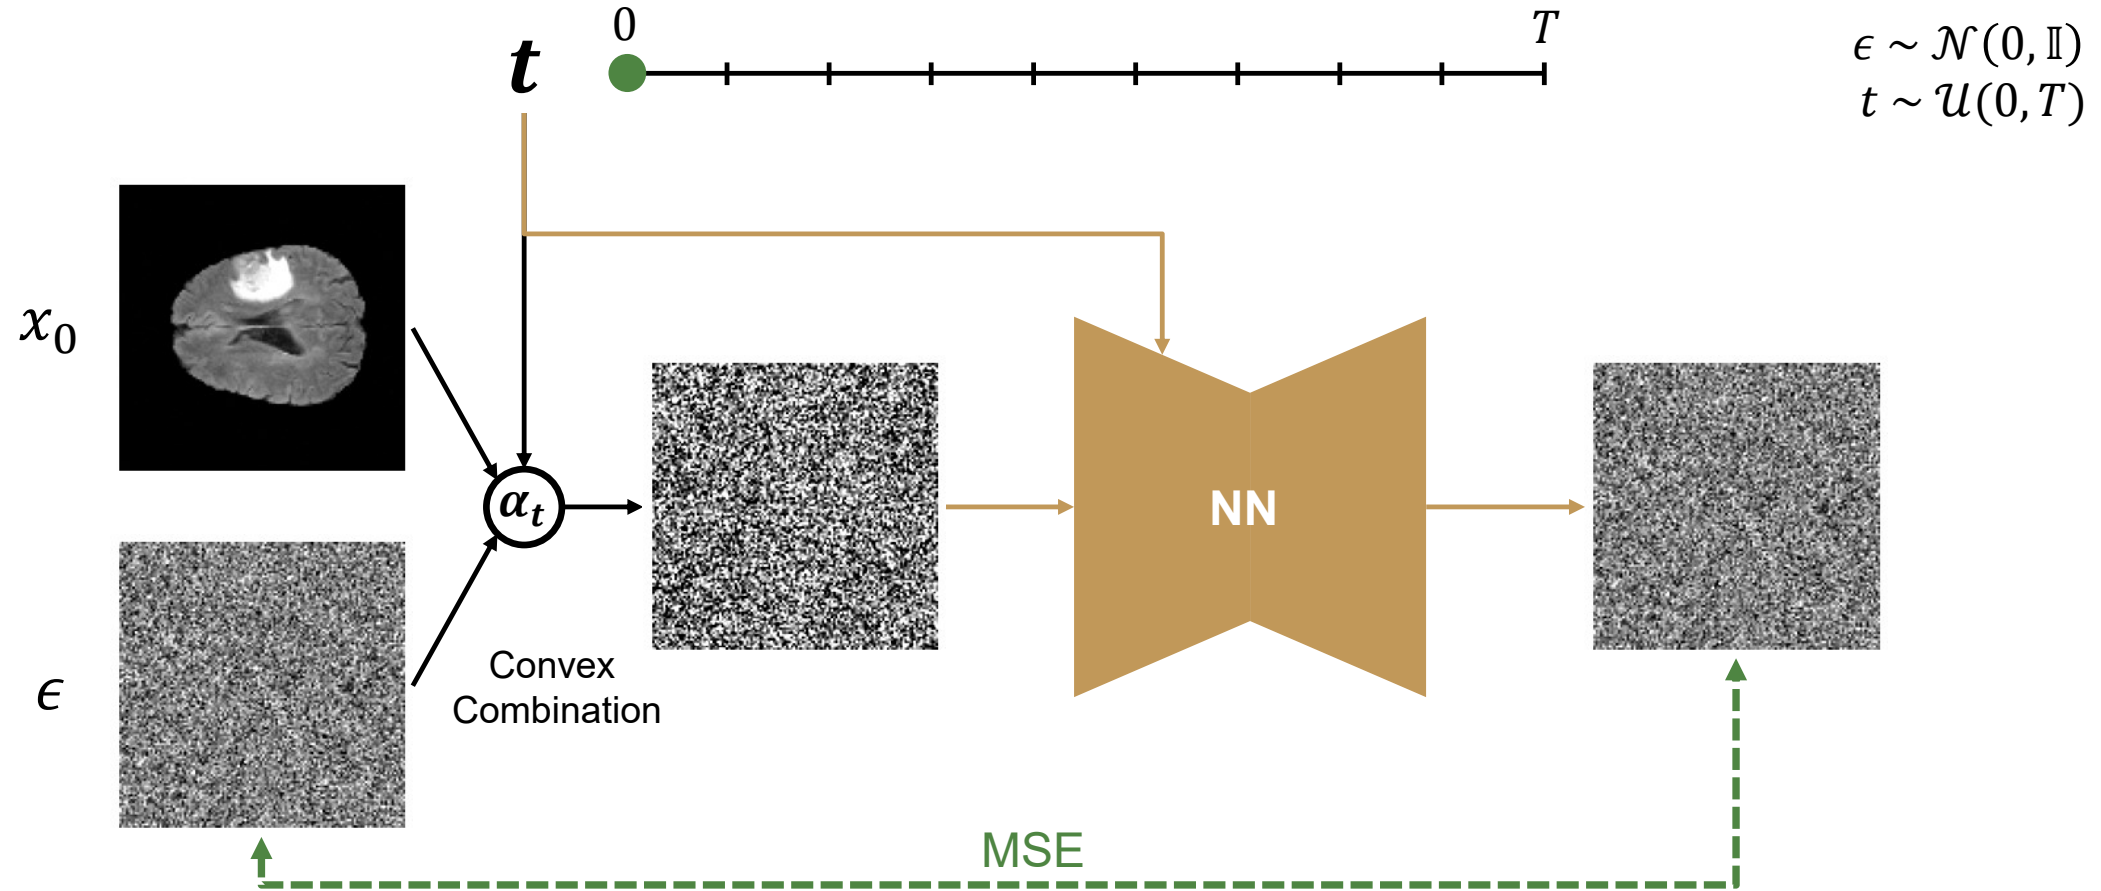 0
T
t
ϵ ~ 𝒩(0, 𝕀)
t ~ 𝒰(0, T)
x₀
αₜ
NN
ϵ
Convex
Combination
MSE